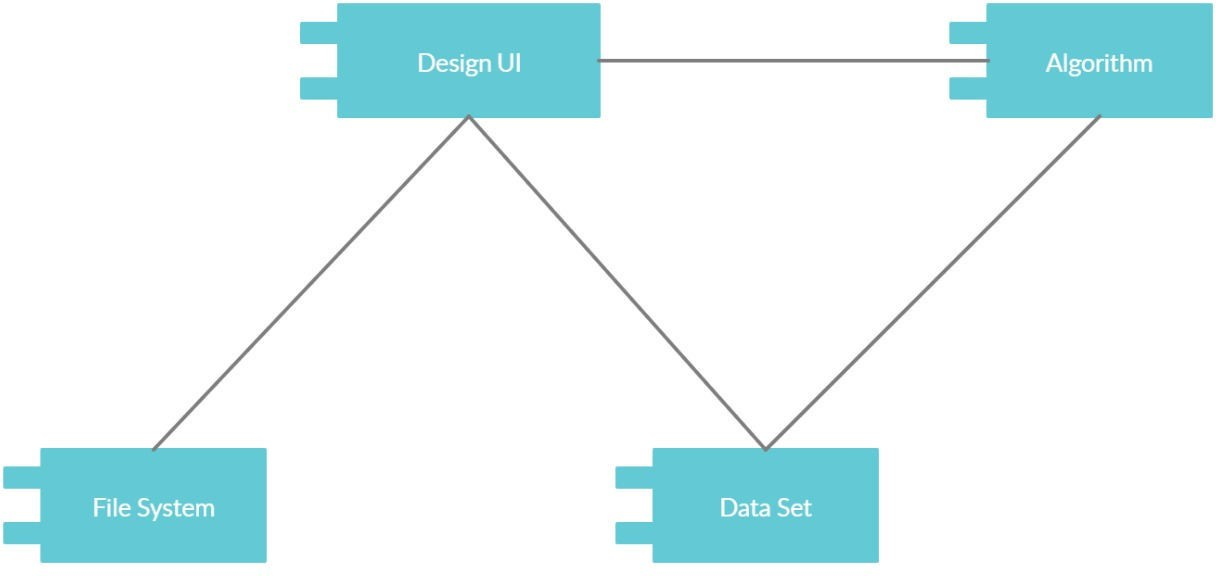 Design UI
Algorithm
File System
Data Set